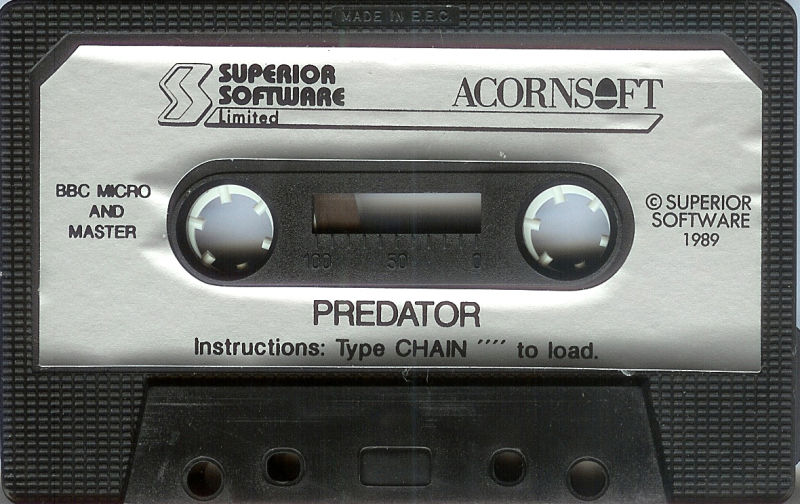 MADE IN E.E.C.
SUPERIOR
SOFTWARE
Limited
ACORNSOFT
BBC MICRO
AND
MASTER
© SUPERIOR
SOFTWARE
1989
100 50 0
PREDATOR
Instructions: Type CHAIN """" to load.